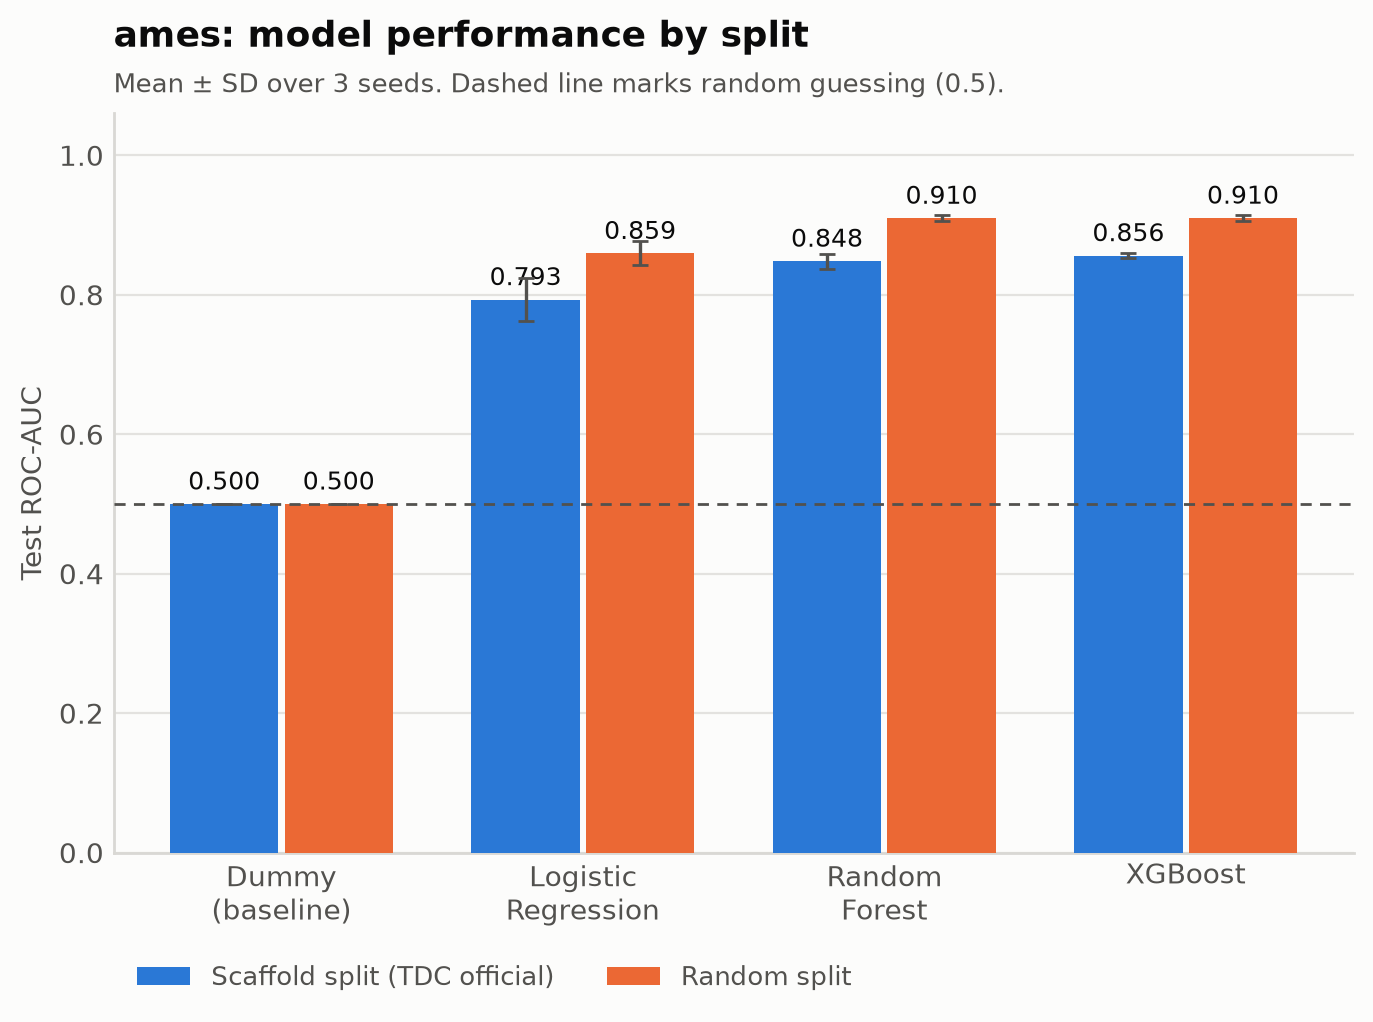 ames: model performance by split
Mean ± SD over 3 seeds. Dashed line marks random guessing (0.5).
Test ROC-AUC
1.0
0.8
0.6
0.4
0.2
0.0
0.500
0.500
0.793
0.859
0.848
0.910
0.856
0.910
Dummy
(baseline)
Logistic
Regression
Random
Forest
XGBoost
Scaffold split (TDC official)
Random split